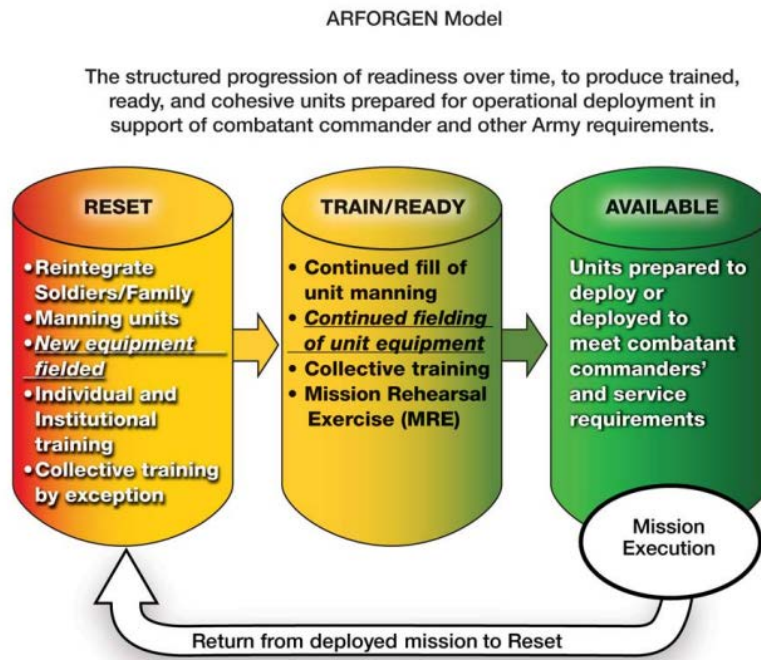 ARFORGEN Model
The structured progression of readiness over time, to produce trained,
ready, and cohesive units prepared for operational deployment in
support of combatant commander and other Army requirements.
RESET
•Reintegrate
Soldiers/Family
•Manning units
•New equipment
fielded
•Individual and
Institutional
training
•Collective training
by exception
TRAIN/READY
• Continued fill of
unit manning
• Continued fielding
of unit equipment
• Collective training
• Mission Rehearsal
Exercise (MRE)
AVAILABLE
Units prepared to
deploy or
deployed to
meet combatant
commanders’
and service
requirements
Mission
Execution
Return from deployed mission to Reset